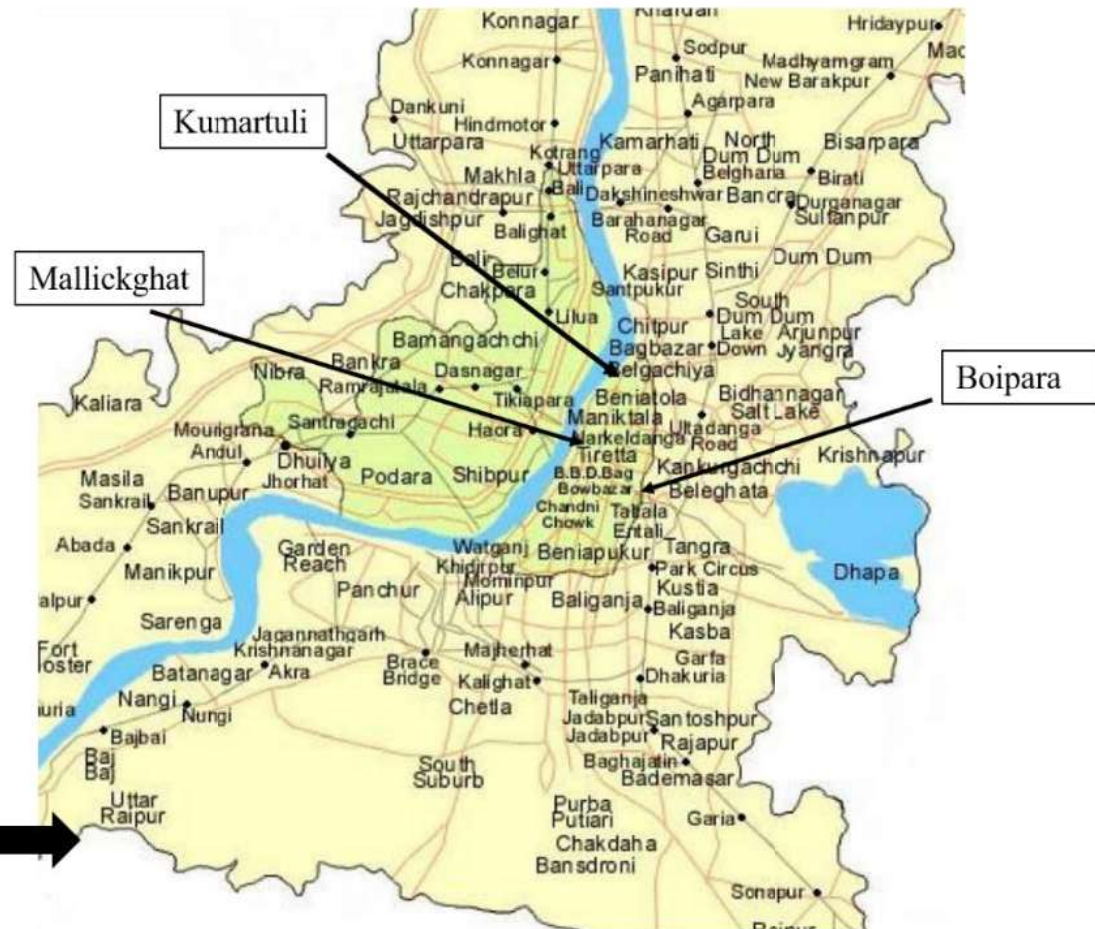 Konnagar
Khardah
Hridaypur
Konnagar
Sodpur
Panihati
Madhyamgram
New Barakpur
Dankuni
Uttarpara
Hindmotor
Agarpara
Kumartuli
Kamarhati
North
Dum Dum
Belgharia
Bisarpara
Kotrang
Uttarpara
Makhla
Bali
Birati
Rajchandrapur
Jagdishpur
Balighat
Dakshineshwar
Barahanagar
Road
Bandra
Durganagar
Sultanpur
Garui
Dum Dum
Mallickghat
Bali
Belur
Chakpara
Kasipur
Sinthi
Santpukur
Lilua
South
Dum Dum
Chitpur
Lake
Down
Arjunpur
Jyangra
Bamangachchi
Bagbazar
Belgachiya
Boipara
Nibra
Bankra
Dasnagar
Ramrajatala
Tikiapara
Beniatola
Bidhannagar
Salt Lake
Kaliara
Maniktala
Santragachi
Haora
Narkeldanga
Ultadanga
Road
Mourigrana
Andul
Tiretta
Krishnapur
Dhuilya
Jhorhat
Podara
Shibpur
B.B.D.Bag
Bowbazar
Kankurgachchi
Beleghata
Masila
Sankrail
Banupur
Chandni
Chowk
Taltala
Entali
Sankrail
Abada
Garden
Reach
Watganj
Khidirpur
Beniapukur
Tangra
Manikpur
Panchur
Mominpur
Alipur
Park Circus
Kustia
Dhapa
alpur
Baliganja
Baliganja
Sarenga
Kasba
Fort
loster
Jagannathgarh
Krishnanagar
Akra
Batanagar
Brace
Bridge
Majherhat
Kalighat
Garfa
Dhakuria
Chetla
uria
Nangi
Nungi
Taliganja
Jadabpur
Jadabpur
Santoshpur
Rajapur
Bajbai
Baj
Baj
South
Suburb
Baghajatin
Bademasar
Uttar
Raipur
Purba
Putiari
Garia
Chakdaha
Bansdroni
Sonapur